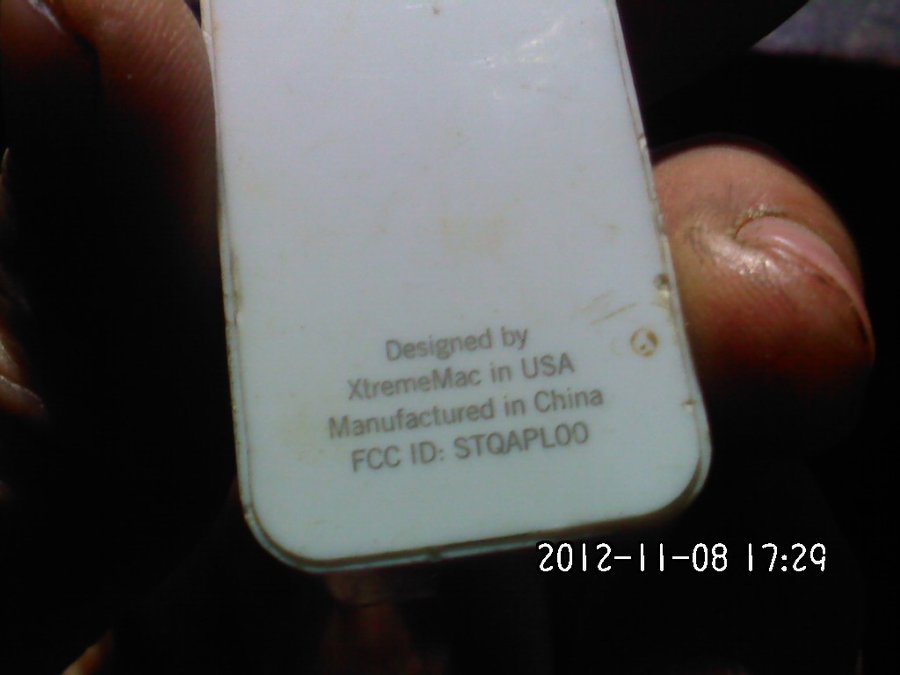 Designed by
XtremeMac in USA
Manufactured in China
FCC ID: STQAPL00
2012-11-08 17:29